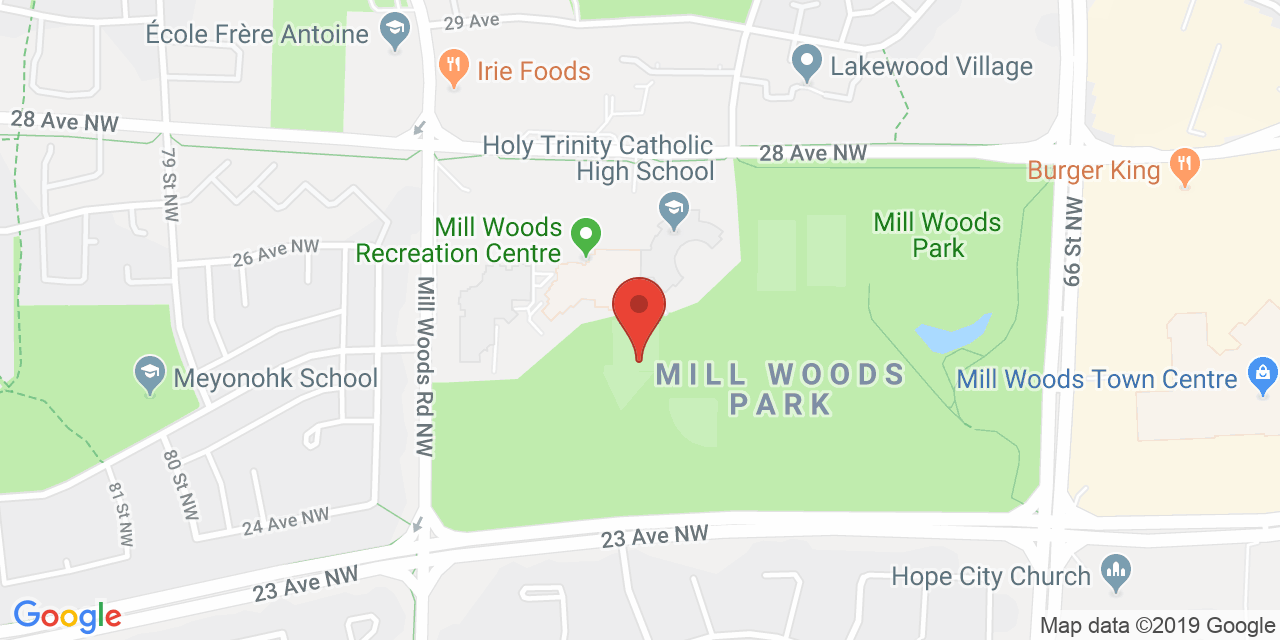 29 Ave
École Frère Antoine
Irie Foods
Lakewood Village
28 Ave NW
Holy Trinity Catholic
High School
28 Ave NW
Burger King
79 St NW
Mill Woods
Recreation Centre
Mill Woods
Park
66 St NW
26 Ave NW
Mill Woods Rd NW
Meyonohk School
MILL WOODS
PARK
Mill Woods Town Centre
80 St NW
81 St NW
24 Ave NW
23 Ave NW
23 Ave NW
Hope City Church
Google
Map data ©2019 Google